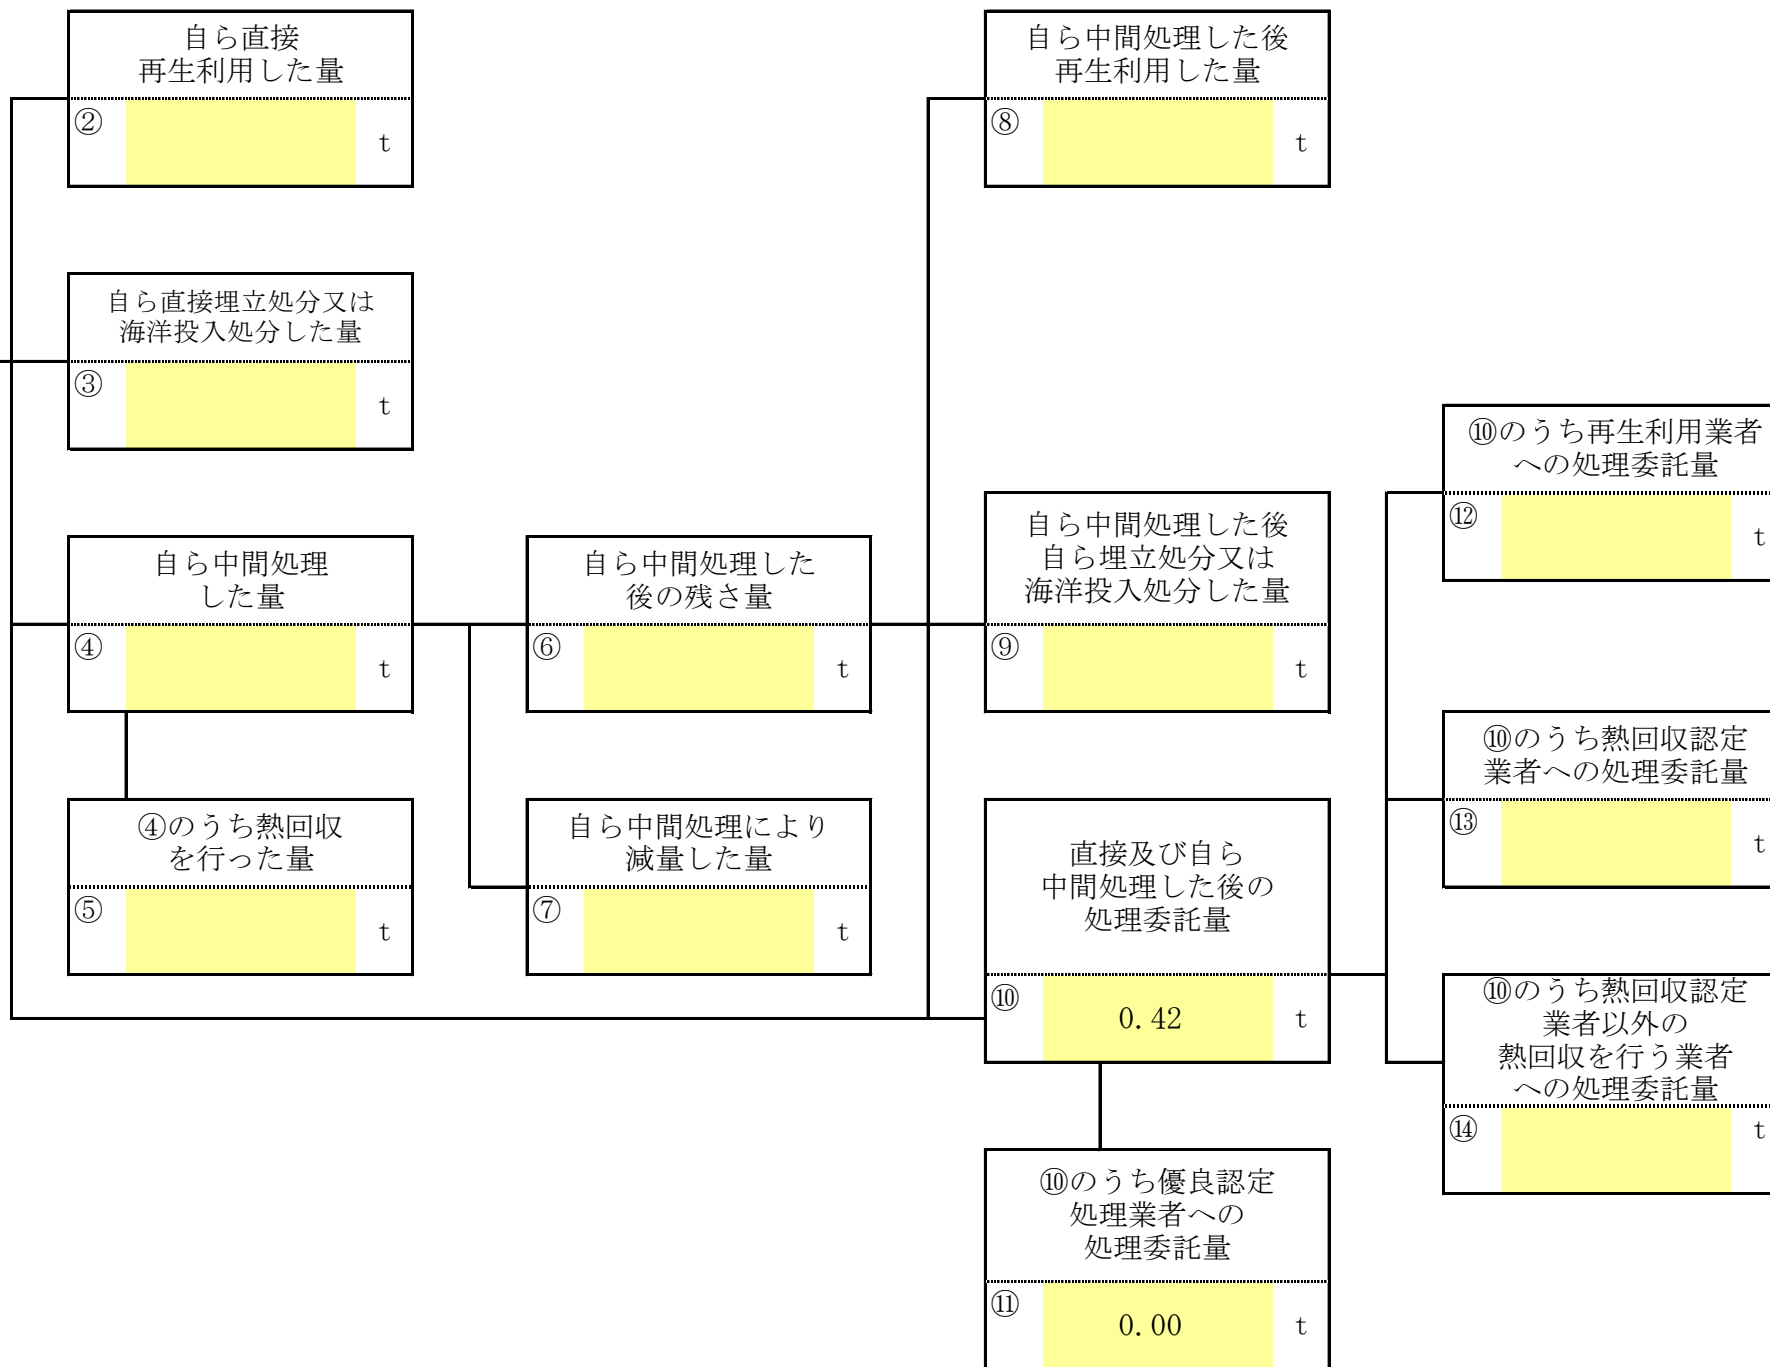 自ら直接
再生利用した量
②
t
自ら中間処理した後
再生利用した量
⑧
t
自ら直接埋立処分又は
海洋投入処分した量
③
t
⑩のうち再生利用業者
への処理委託量
⑫
t
自ら中間処理
した量
④
t
自ら中間処理した
後の残さ量
⑥
t
自ら中間処理した後
自ら埋立処分又は
海洋投入処分した量
⑨
t
⑩のうち熱回収認定
業者への処理委託量
⑬
t
④のうち熱回収
を行った量
⑤
t
自ら中間処理により
減量した量
⑦
t
直接及び自ら
中間処理した後の
処理委託量
⑩
0.42
t
⑩のうち熱回収認定
業者以外の
熱回収を行う業者
への処理委託量
⑭
t
⑩のうち優良認定
処理業者への
処理委託量
⑪
0.00
t